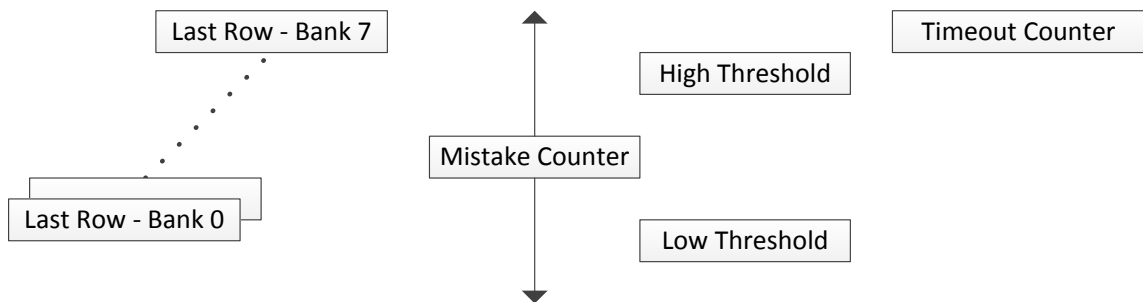 Last Row - Bank 7
Timeout Counter
High Threshold
Mistake Counter
Last Row - Bank 0
Low Threshold